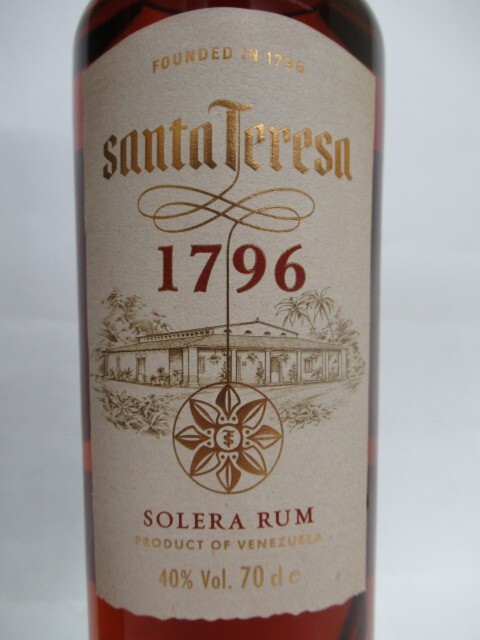 FOUNDED IN 1796
santa Teresa
1796
SOLERA RUM
PRODUCT OF VENEZUELA
40% Vol. 70 cl e